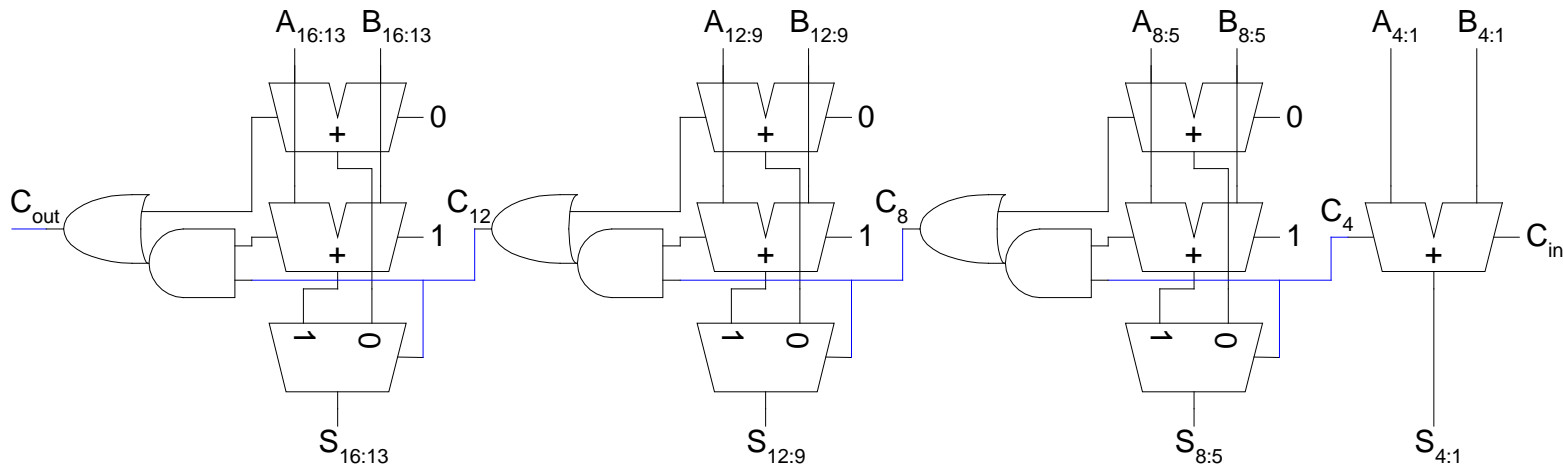 A16:13 B16:13 A12:9 B12:9 A8:5 B8:5 A4:1 B4:1
0 0 0
+ + +
Cout C12 C8 C4
1 1 1 Cin
+ + + +
1 0 1 0 1 0
S16:13 S12:9 S8:5 S4:1